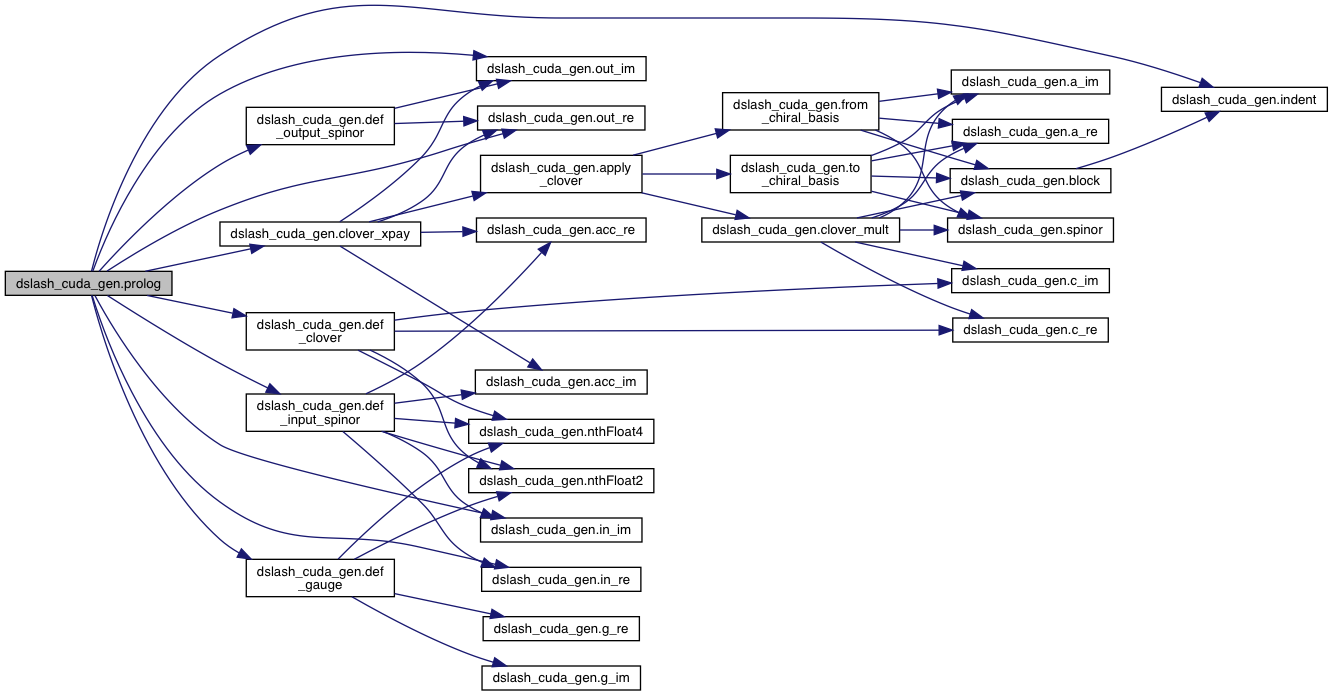 dslash_cuda_gen.prolog
dslash_cuda_gen.def
_output_spinor
dslash_cuda_gen.clover_xpay
dslash_cuda_gen.def
_clover
dslash_cuda_gen.def
_input_spinor
dslash_cuda_gen.def
_gauge
dslash_cuda_gen.out_im
dslash_cuda_gen.out_re
dslash_cuda_gen.apply
_clover
dslash_cuda_gen.acc_re
dslash_cuda_gen.acc_im
dslash_cuda_gen.nthFloat4
dslash_cuda_gen.nthFloat2
dslash_cuda_gen.in_im
dslash_cuda_gen.in_re
dslash_cuda_gen.g_re
dslash_cuda_gen.g_im
dslash_cuda_gen.from
_chiral_basis
dslash_cuda_gen.to
_chiral_basis
dslash_cuda_gen.clover_mult
dslash_cuda_gen.a_im
dslash_cuda_gen.a_re
dslash_cuda_gen.block
dslash_cuda_gen.spinor
dslash_cuda_gen.c_im
dslash_cuda_gen.c_re
dslash_cuda_gen.indent